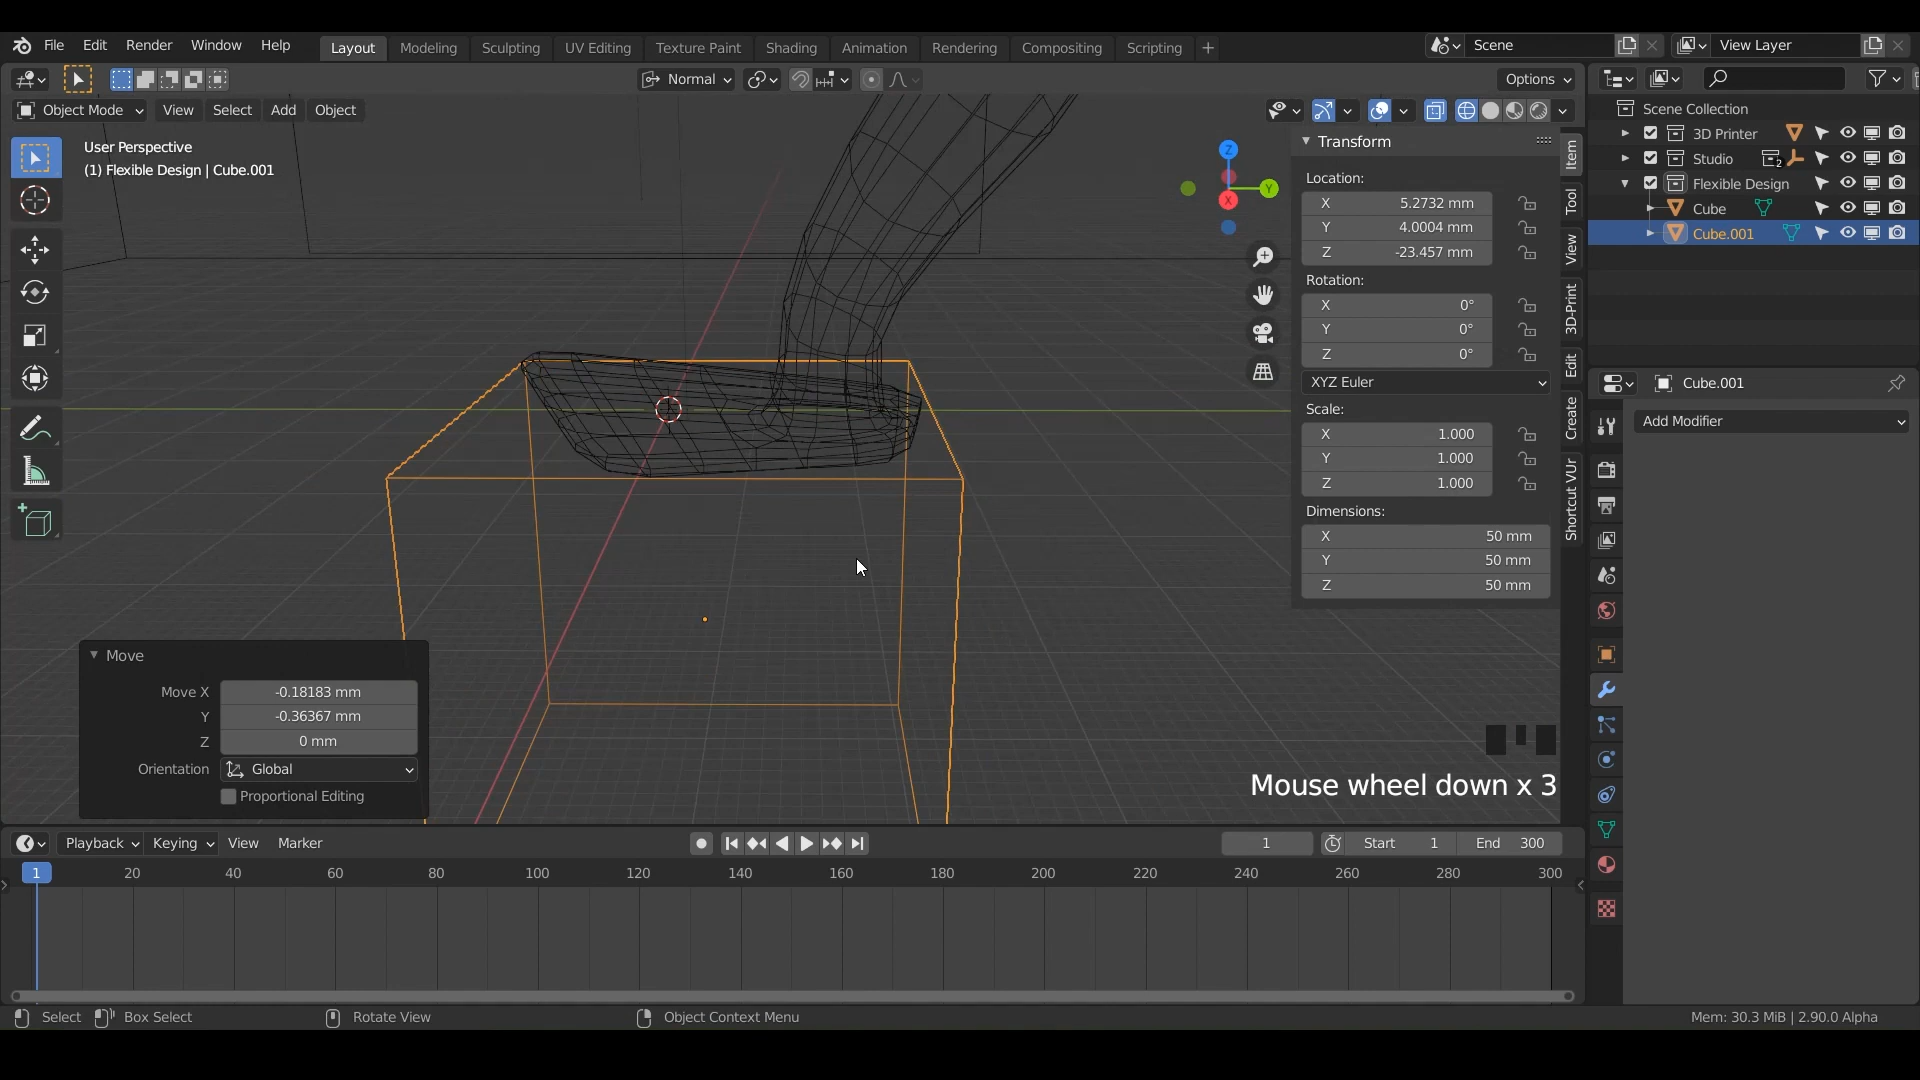 File Edit Render Window Help Layout Modeling Sculpting UV Editing Texture Paint Shading Animation Rendering Compositing Scripting + Scene View Layer
Normal Options
Object Mode View Select Add Object
User Perspective
(1) Flexible Design | Cube.001
Z
Y
X
Transform
Location:
X 5.2732 mm
Y 4.0004 mm
Z -23.457 mm
Rotation:
X 0°
Y 0°
Z 0°
XYZ Euler
Scale:
X 1.000
Y 1.000
Z 1.000
Dimensions:
X 50 mm
Y 50 mm
Z 50 mm
Item
Tool
View
3D-Print
Edit
Create
Shortcut VUr
Scene Collection
3D Printer
Studio 2
Flexible Design
Cube
Cube.001
Cube.001
Add Modifier
Move
Move X -0.18183 mm
Y -0.36367 mm
Z 0 mm
Orientation Global
Proportional Editing
Mouse wheel down x 3
Playback Keying View Marker 1 Start 1 End 300
1 20 40 60 80 100 120 140 160 180 200 220 240 260 280 300
Select Box Select Rotate View Object Context Menu Mem: 30.3 MiB | 2.90.0 Alpha